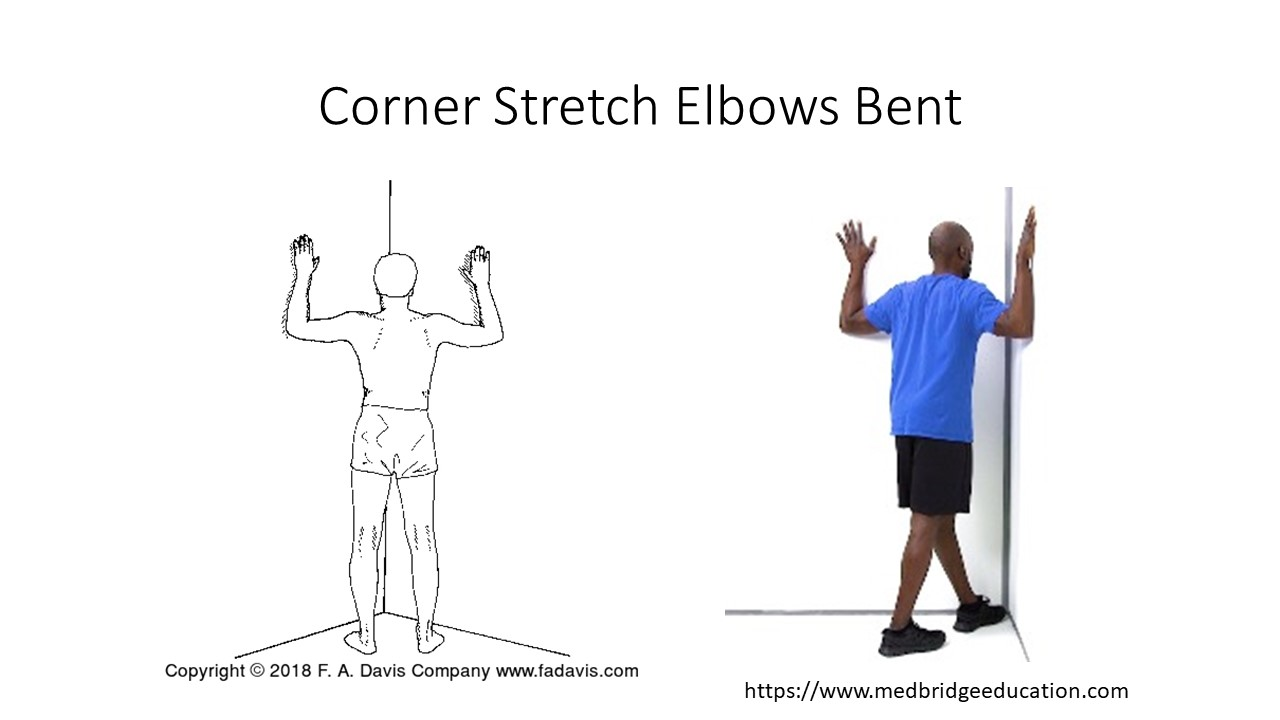 Corner Stretch Elbows Bent
Copyright © 2018 F. A. Davis Company www.fadavis.com
https://www.medbridgeeducation.com